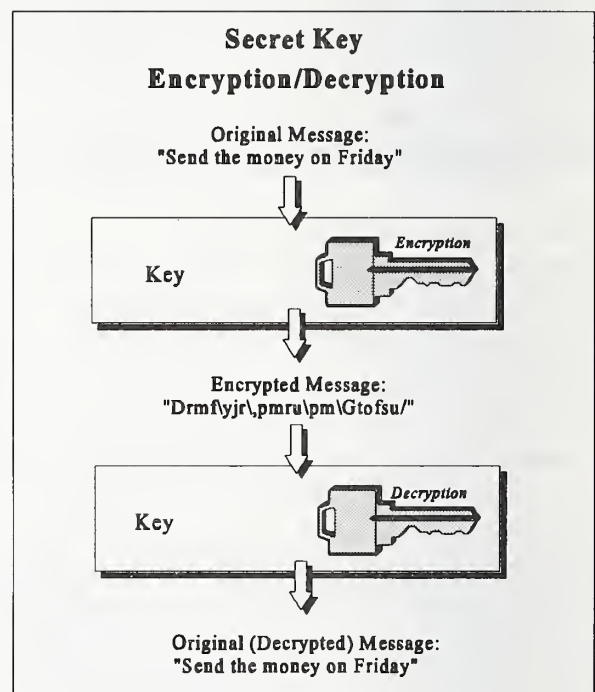 Secret Key
Encryption/Decryption
Original Message:
"Send the money on Friday"
Encryption
Key
Encrypted Message:
"Drmf\yjr\,pmru\pm\Gtofsu/"
Decryption
Key
Original (Decrypted) Message:
"Send the money on Friday"